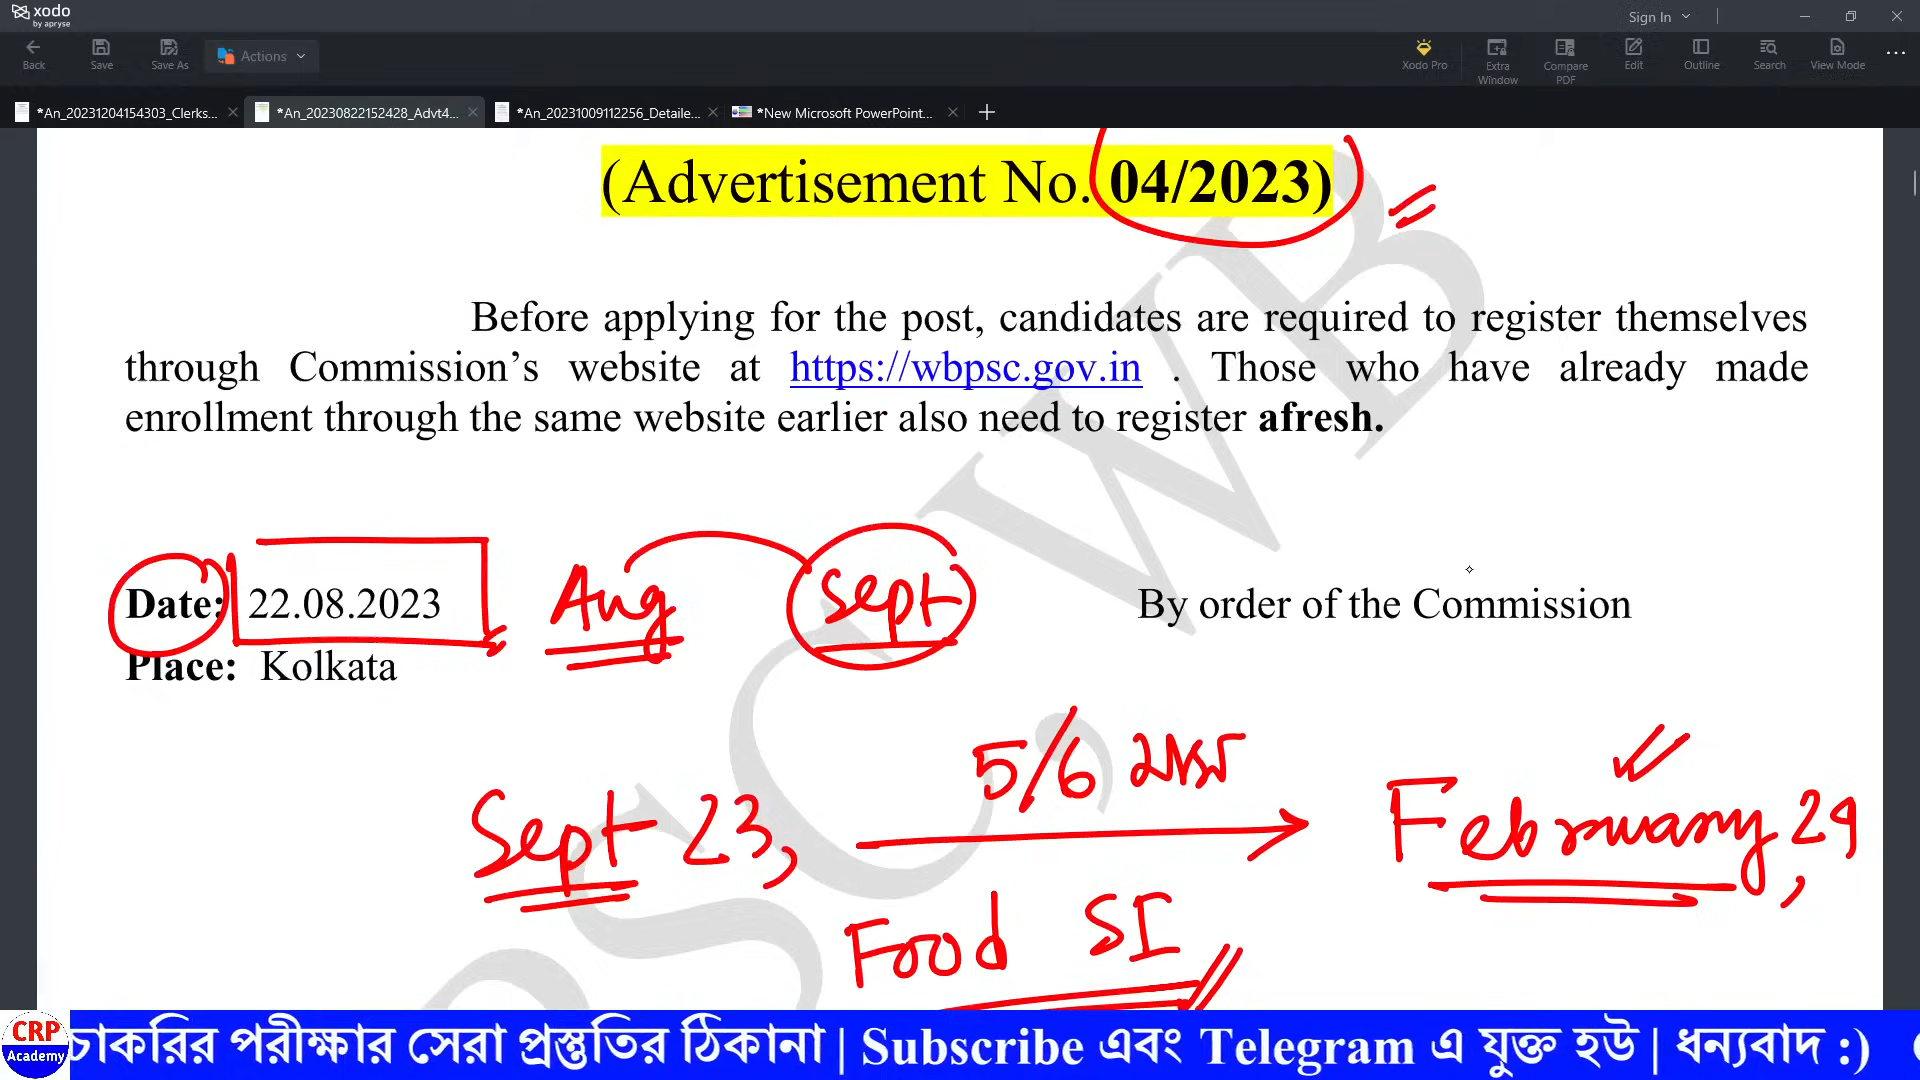 xodo
by apryse
Sign In
Back
Save
Save As
Actions
Xodo Pro
Extra Window
Compare PDF
Edit
Outline
Search
View Mode
*An_20231204154303_Clerks...
*An_20230822152428_Advt4...
*An_20231009112256_Detaile...
*New Microsoft PowerPoint...
(Advertisement No. 04/2023)
Before applying for the post, candidates are required to register themselves
through Commission’s website at https://wbpsc.gov.in . Those who have already made
enrollment through the same website earlier also need to register afresh.
Date: 22.08.2023 Aug Sept By order of the Commission
Place: Kolkata
5/6 মাস
Sept 23, February, 24
Food SI
PSC, WB
CRP Academy
চাকরির পরীক্ষার সেরা প্রস্তুতির ঠিকানা | Subscribe এবং Telegram এ যুক্ত হউ | ধন্যবাদ :)